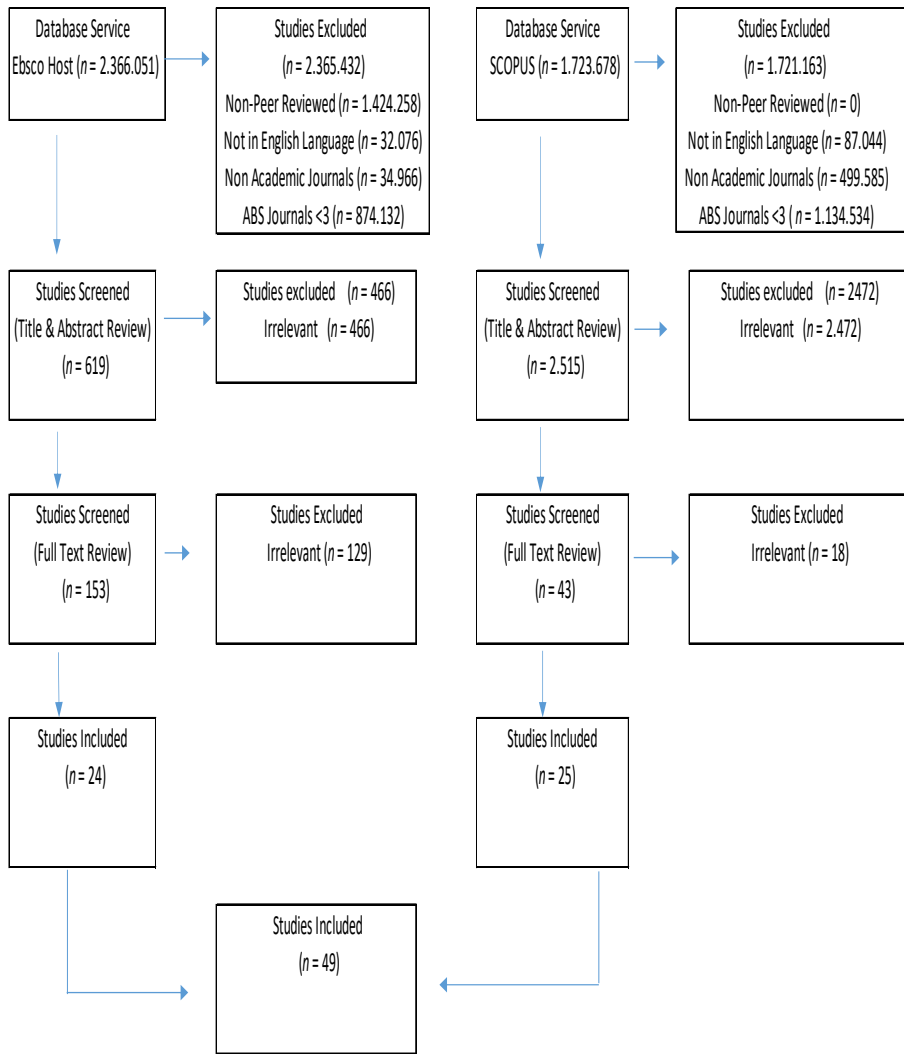 Database Service
Ebsco Host (n = 2.366.051)
Studies Excluded
(n = 2.365.432)
Non-Peer Reviewed (n = 1.424.258)
Not in English Language (n = 32.076)
Non Academic Journals (n = 34.966)
ABS Journals <3 (n = 874.132)
Database Service
SCOPUS (n = 1.723.678)
Studies Excluded
(n = 1.721.163)
Non-Peer Reviewed (n = 0)
Not in English Language (n = 87.044)
Non Academic Journals (n = 499.585)
ABS Journals <3 ( n = 1.134.534)
Studies Screened
(Title & Abstract Review)
(n = 619)
Studies excluded (n = 466)
Irrelevant (n = 466)
Studies Screened
(Title & Abstract Review)
(n = 2.515)
Studies excluded (n = 2472)
Irrelevant (n = 2.472)
Studies Screened
(Full Text Review)
(n = 153)
Studies Excluded
Irrelevant (n = 129)
Studies Screened
(Full Text Review)
(n = 43)
Studies Excluded
Irrelevant (n = 18)
Studies Included
(n = 24)
Studies Included
(n = 25)
Studies Included
(n = 49)